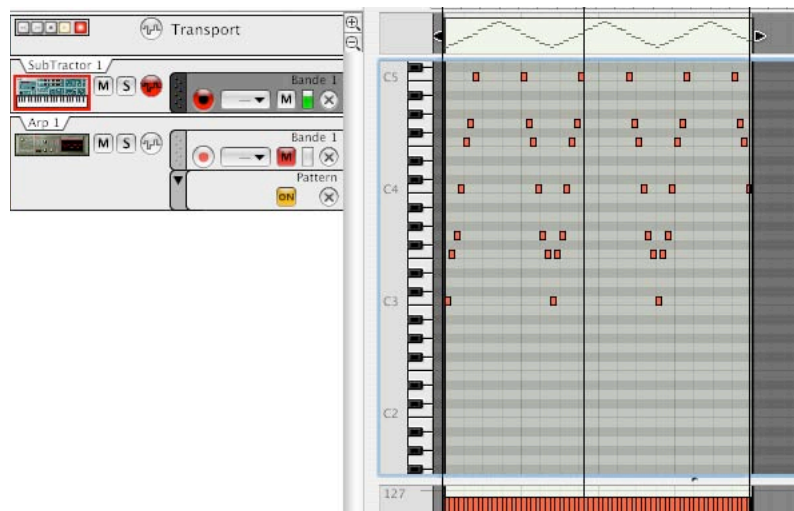 Transport
SubTractor 1
M S
Bande 1
M
Arp 1
M S
Bande 1
M
Pattern
ON
C5
C4
C3
C2
127